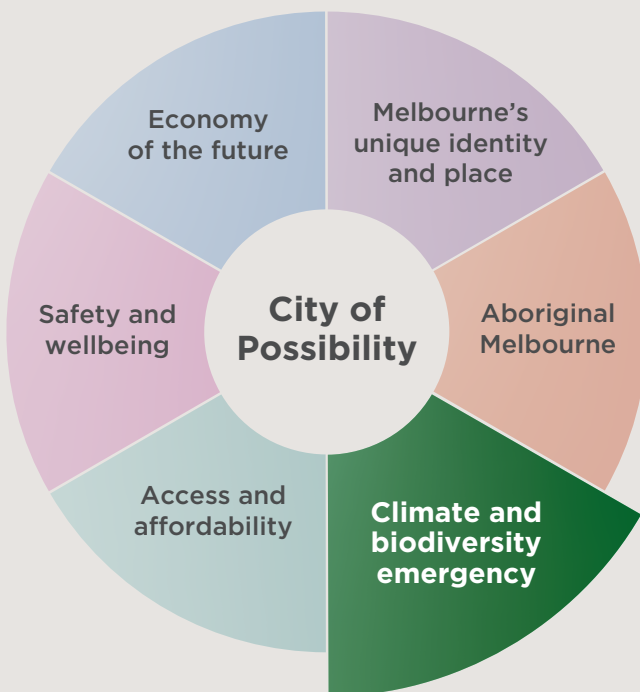 Economy
of the future
Melbourne’s
unique identity
and place
Safety and
wellbeing
City of
Possibility
Aboriginal
Melbourne
Access and
affordability
Climate and
biodiversity
emergency